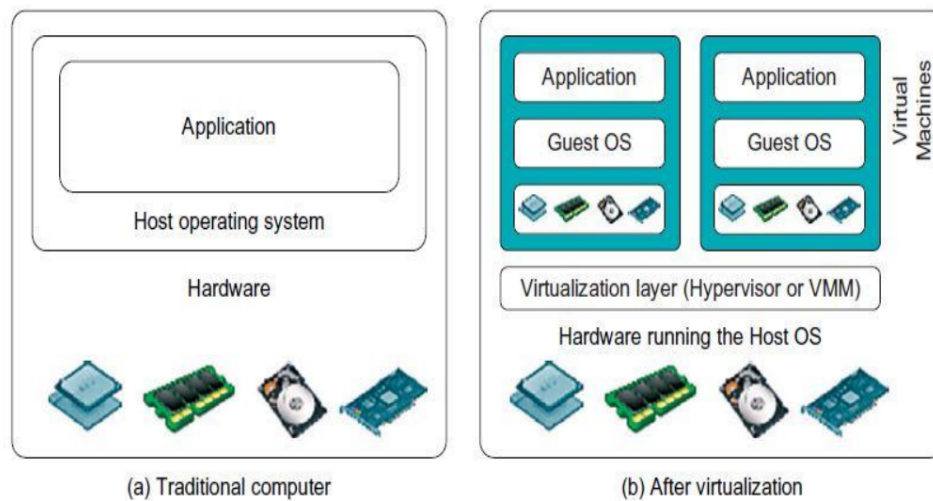 Application
Host operating system
Hardware
(a) Traditional computer
Application
Guest OS
Application
Guest OS
Virtual
Machines
Virtualization layer (Hypervisor or VMM)
Hardware running the Host OS
(b) After virtualization